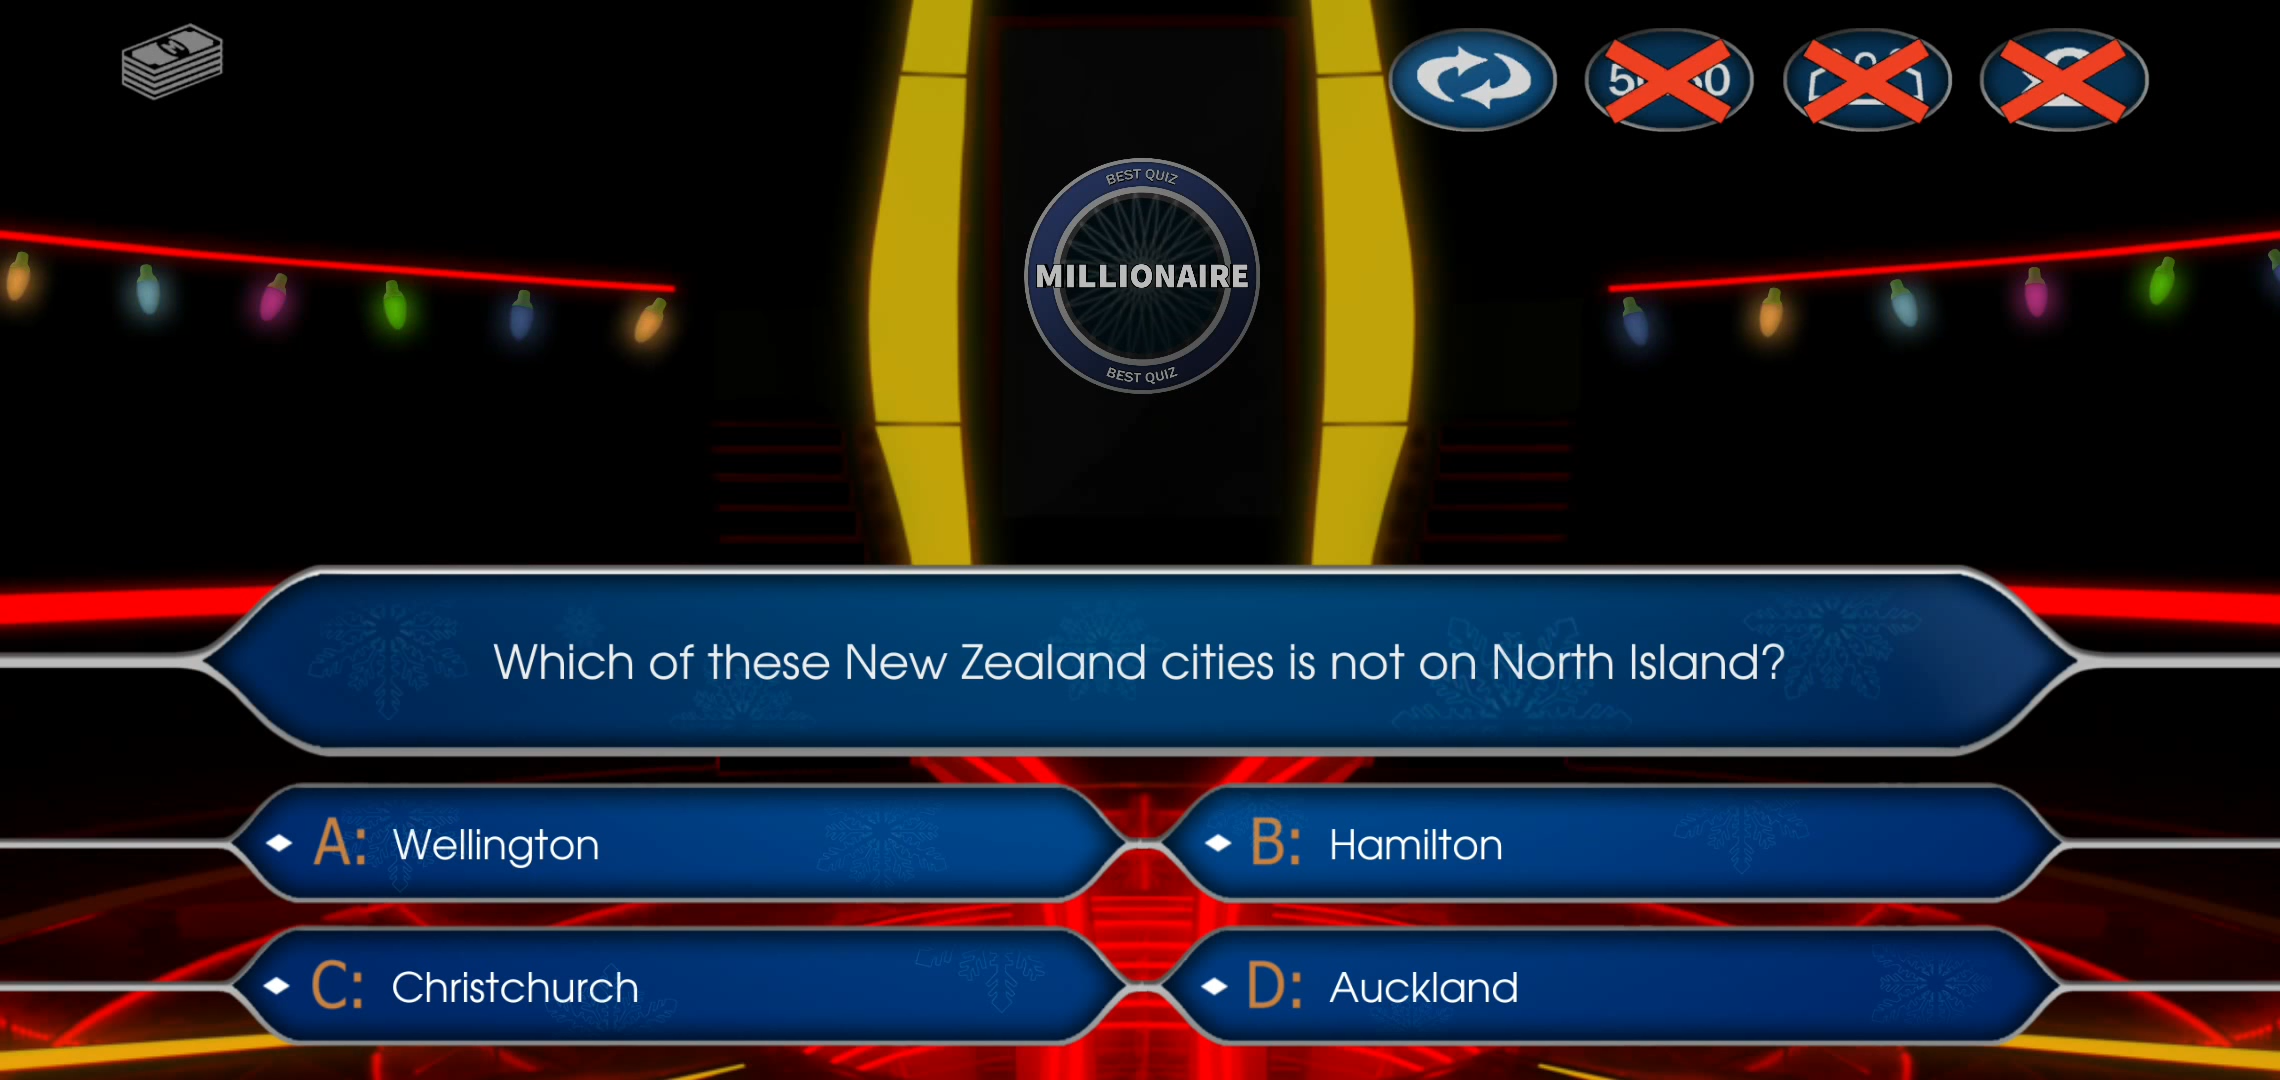 BEST QUIZ
MILLIONAIRE
BEST QUIZ
Which of these New Zealand cities is not on North Island?
A: Wellington
B: Hamilton
C: Christchurch
D: Auckland